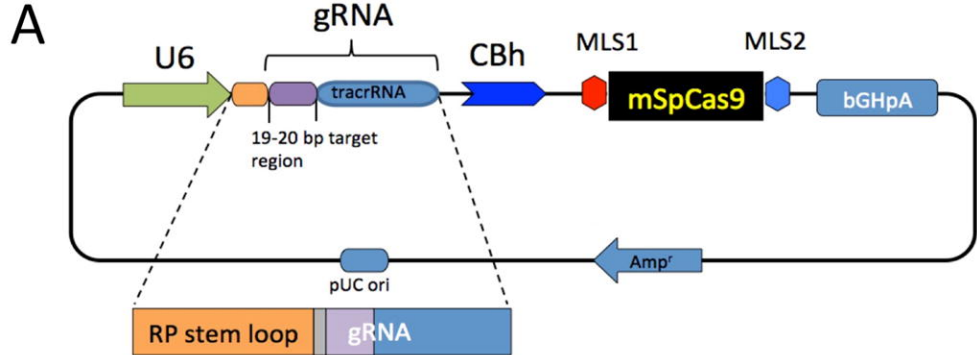 A
gRNA
U6
CBh
MLS1
MLS2
tracrRNA
mSpCas9
bGHpA
19-20 bp target
region
Ampʳ
pUC ori
RP stem loop
gRNA